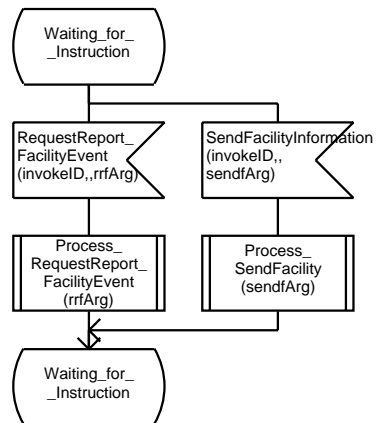 Waiting_for_
_Instruction
RequestReport_
FacilityEvent
(invokeID,,rrfArg)
SendFacilityInformation
(invokeID,,
sendfArg)
Process_
RequestReport_
FacilityEvent
(rrfArg)
Process_
SendFacility
(sendfArg)
Waiting_for_
_Instruction